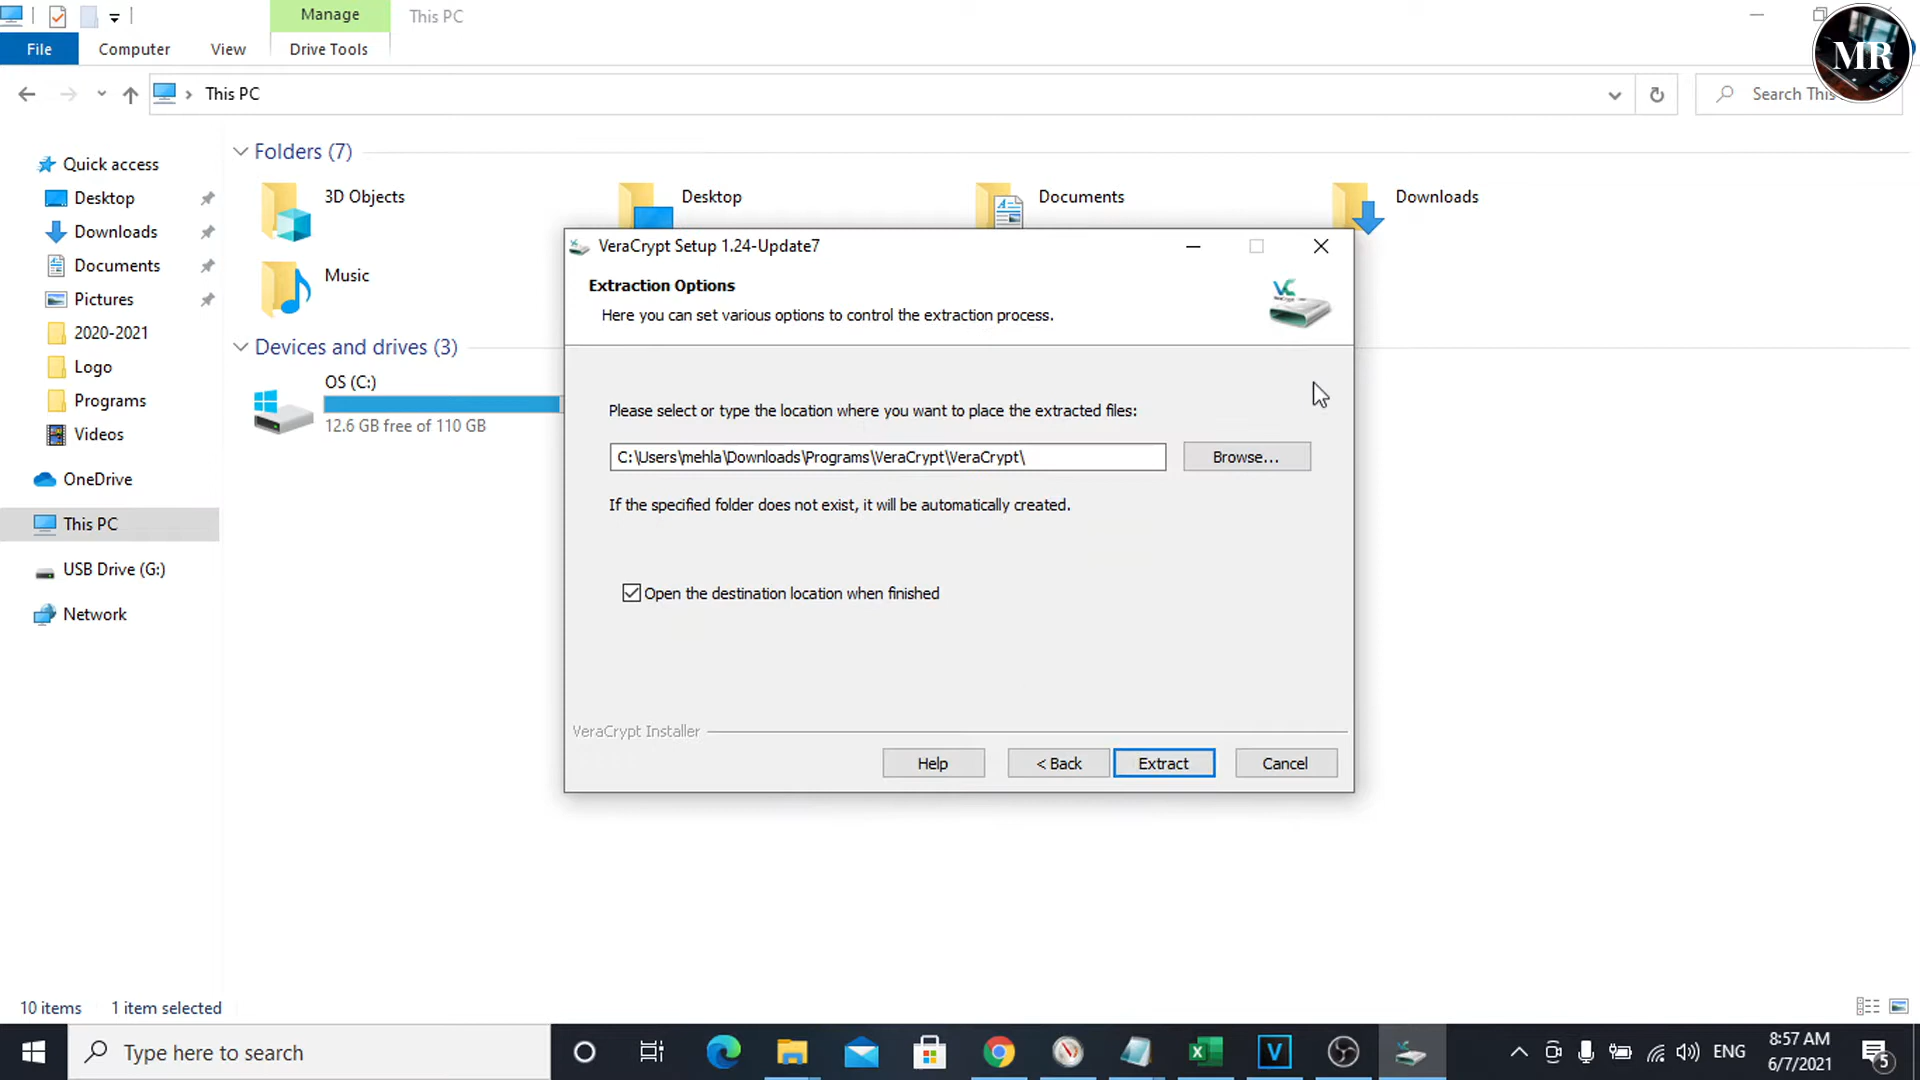 Manage
This PC
File
Computer
View
Drive Tools
MR
This PC
Search This
Quick access
Desktop
Downloads
Documents
Pictures
2020-2021
Logo
Programs
Videos
OneDrive
This PC
USB Drive (G:)
Network
Folders (7)
3D Objects
Desktop
Documents
Downloads
Music
Devices and drives (3)
OS (C:)
12.6 GB free of 110 GB
VeraCrypt Setup 1.24-Update7
Extraction Options
Here you can set various options to control the extraction process.
VC
Please select or type the location where you want to place the extracted files:
C:\Users\mehla\Downloads\Programs\VeraCrypt\VeraCrypt\
Browse...
If the specified folder does not exist, it will be automatically created.
Open the destination location when finished
VeraCrypt Installer
Help
< Back
Extract
Cancel
10 items
1 item selected
Type here to search
ENG
8:57 AM
6/7/2021
5